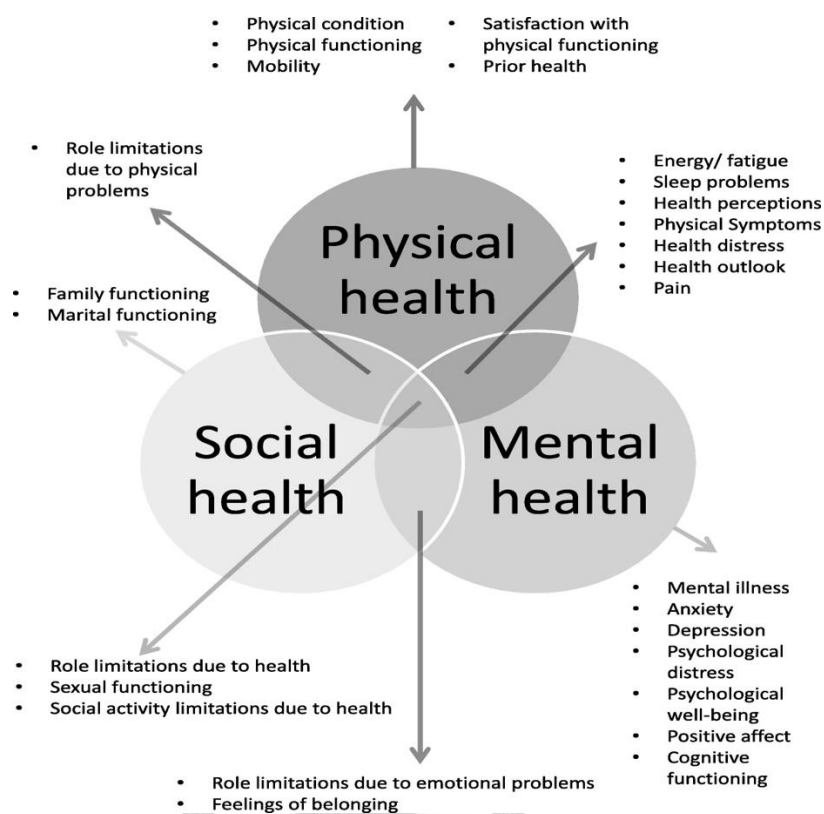 • Physical condition
• Physical functioning
• Mobility
• Satisfaction with
physical functioning
• Prior health
• Role limitations
due to physical
problems
• Energy/ fatigue
• Sleep problems
• Health perceptions
• Physical Symptoms
• Health distress
• Health outlook
• Pain
Physical
health
• Family functioning
• Marital functioning
Social
health
Mental
health
• Mental illness
• Anxiety
• Depression
• Psychological
distress
• Psychological
well-being
• Positive affect
• Cognitive
functioning
• Role limitations due to health
• Sexual functioning
• Social activity limitations due to health
• Role limitations due to emotional problems
• Feelings of belonging